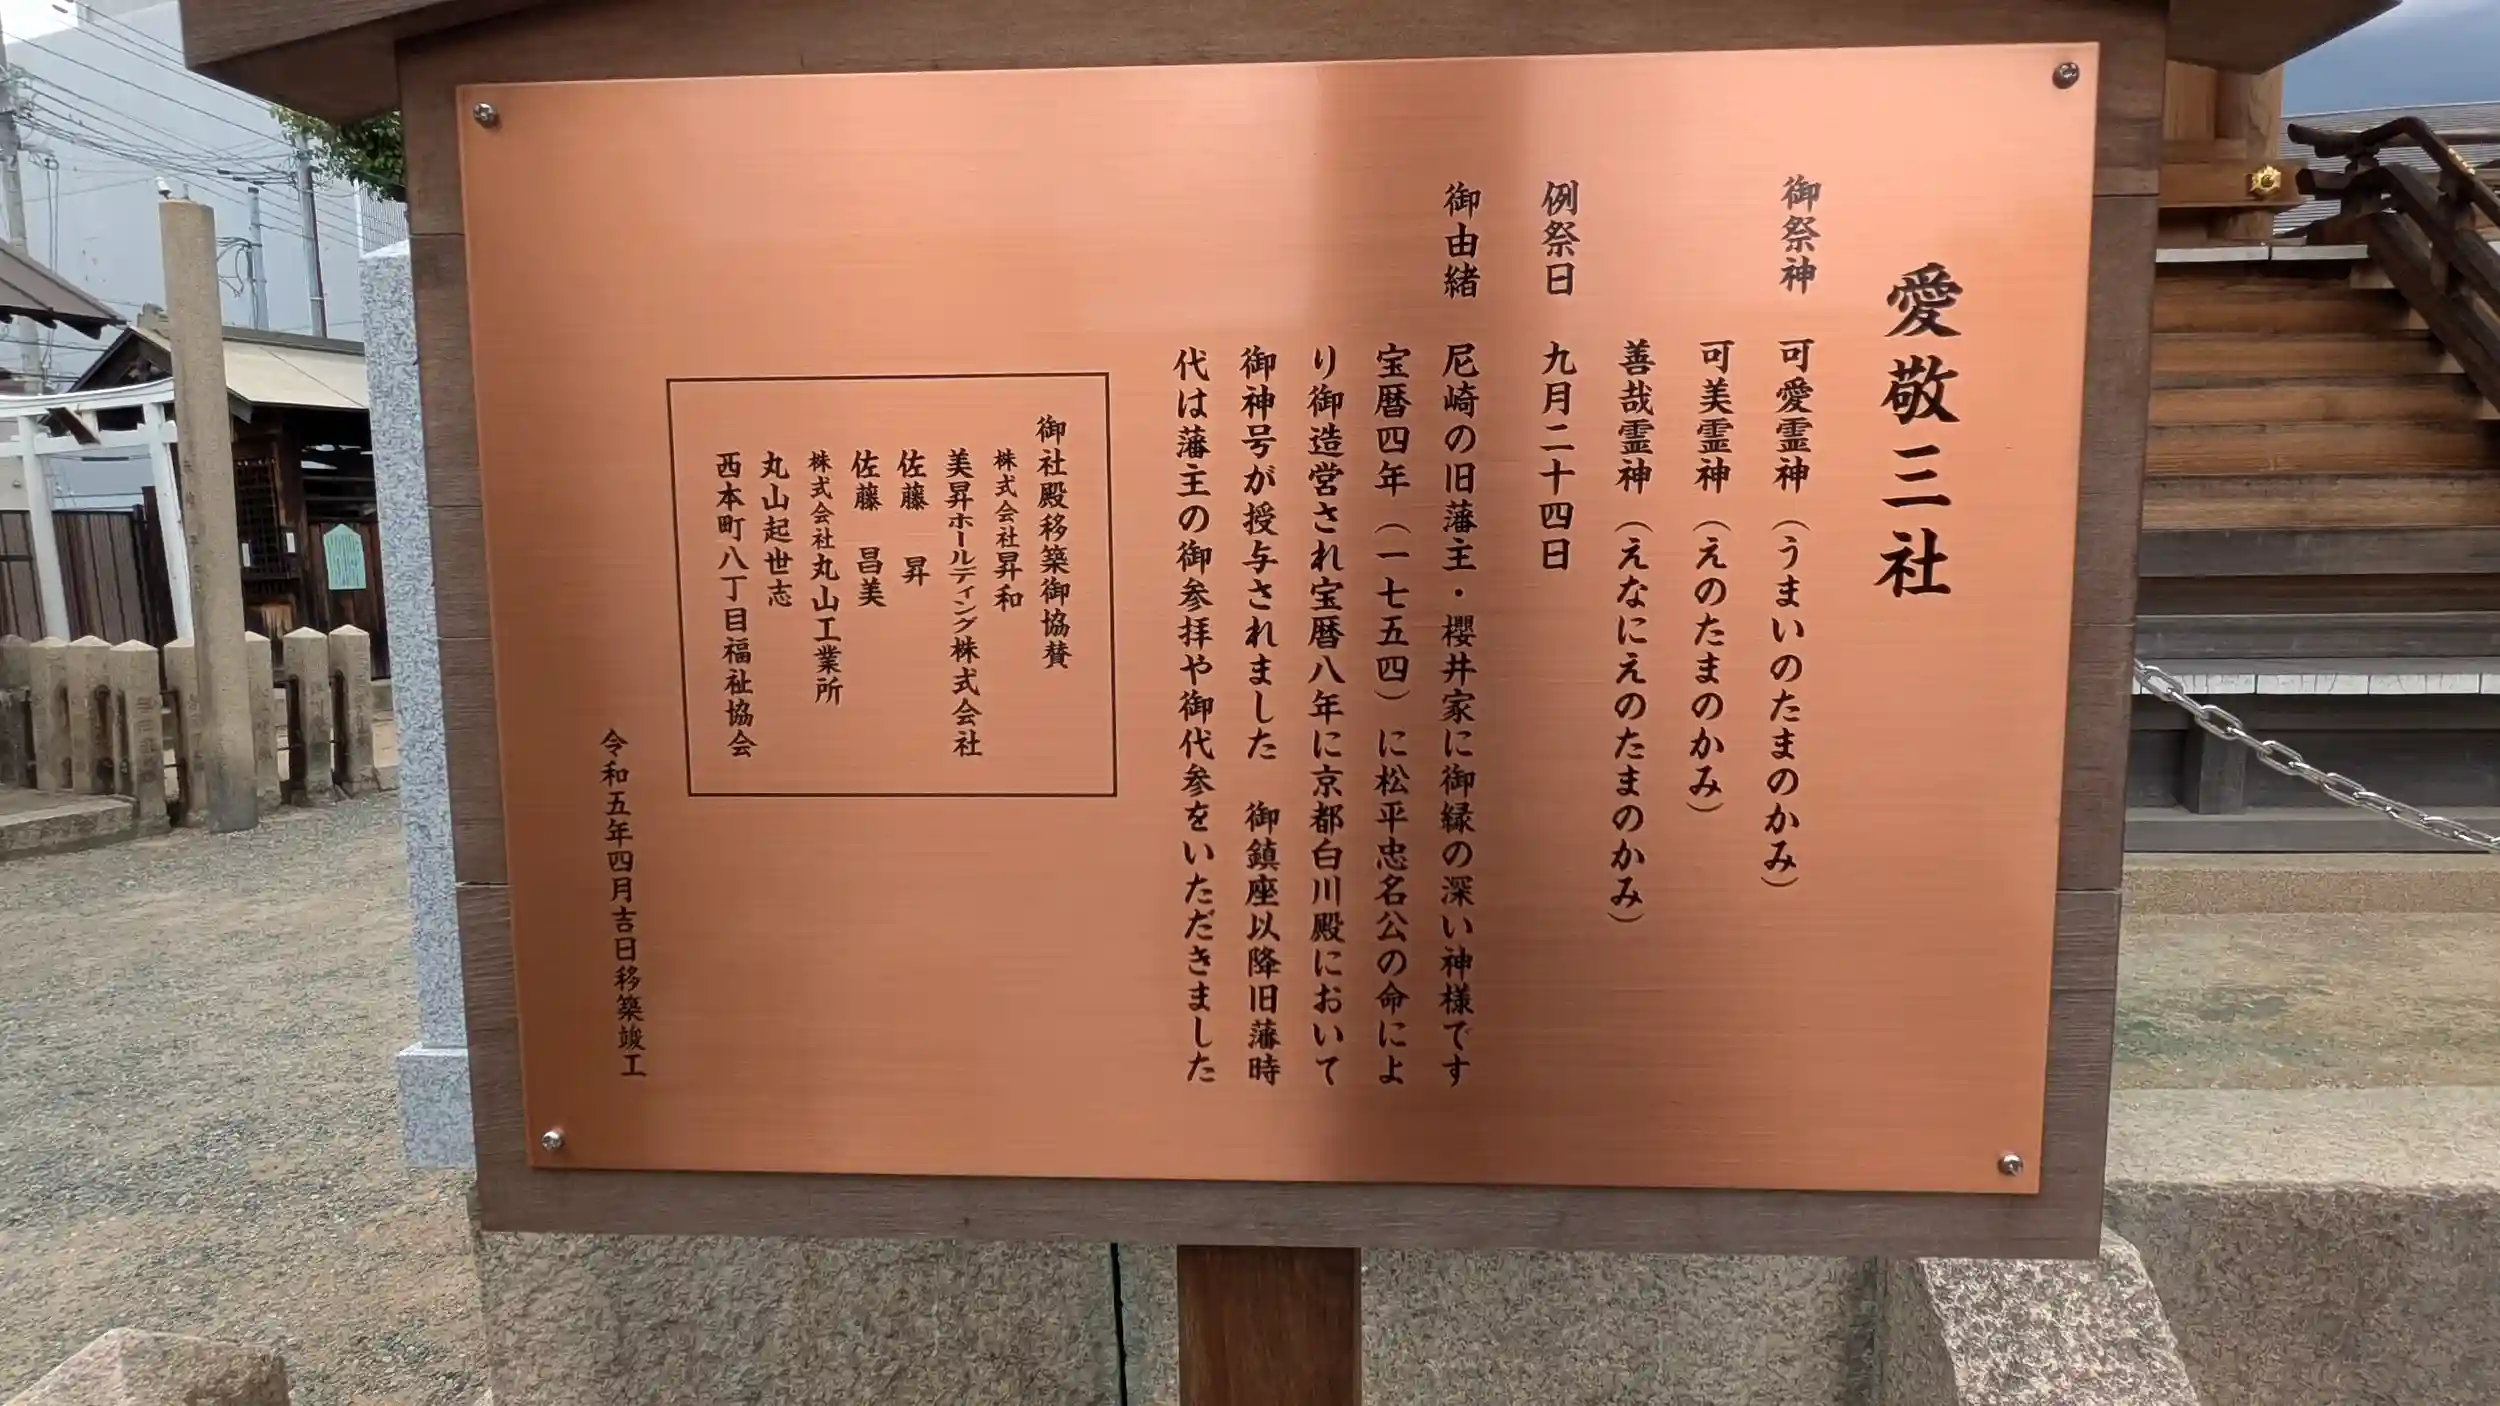 愛敬三社
御祭神　可愛霊神（うまいのたまのかみ）
可美霊神（えのたまのかみ）
善哉霊神（えなにえのたまのかみ）
例祭日　九月二十四日
御由緒　尼崎の旧藩主・櫻井家に御縁の深い神様です
宝暦四年（一七五四）に松平忠名公の命によ
り御造営され宝暦八年に京都白川殿において
御神号が授与されました　御鎮座以降旧藩時
代は藩主の御参拝や御代参をいただきました
御社殿移築御協賛
株式会社昇和
美昇ホールディング株式会社
佐藤　昇
佐藤　昌美
株式会社丸山工業所
丸山起世志
西本町八丁目福祉協会
令和五年四月吉日移築竣工